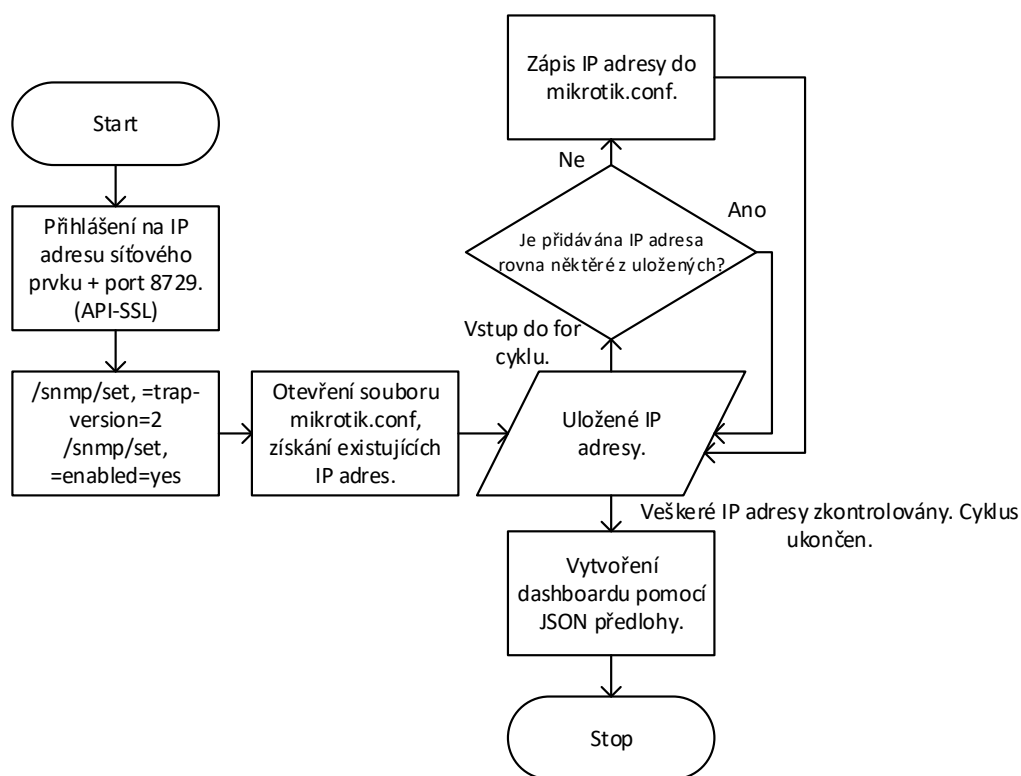 Start
Přihlášení na IP
adresu síťového
prvku + port 8729.
(API-SSL)
/snmp/set, =trap-
version=2
/snmp/set,
=enabled=yes
Otevření souboru
mikrotik.conf,
získání existujících
IP adres.
Uložené IP
adresy.
Vstup do for
cyklu.
Je přidávána IP adresa
rovna některé z uložených?
Ne
Ano
Zápis IP adresy do
mikrotik.conf.
Veškeré IP adresy zkontrolovány. Cyklus
ukončen.
Vytvoření
dashboardu pomocí
JSON předlohy.
Stop